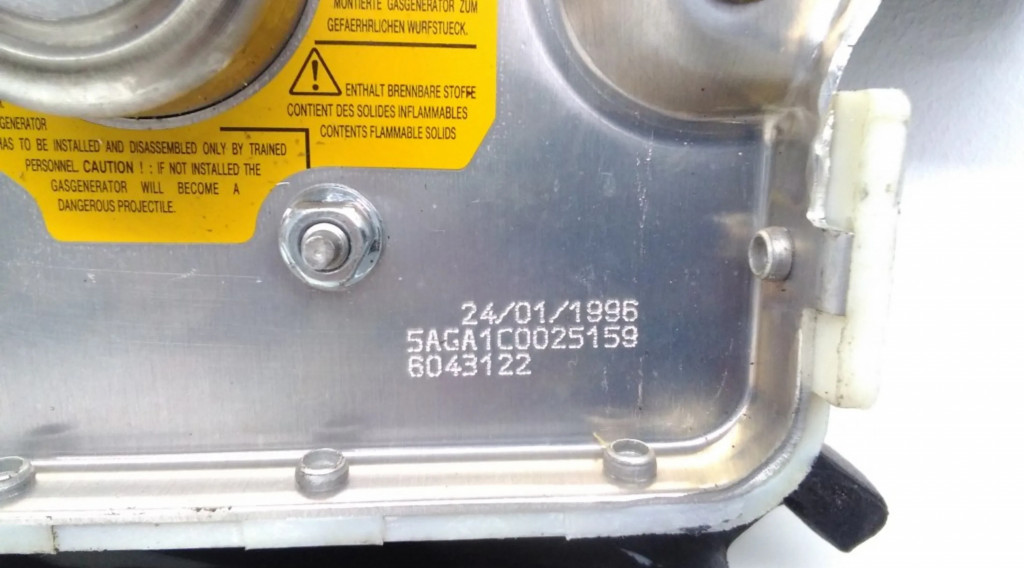 MONTIERTE GASGENERATOR ZUM
GEFAERHRLICHEN WURFSTUECK.
ENTHALT BRENNBARE STOFFE
CONTIENT DES SOLIDES INFLAMMABLES
CONTENTS FLAMMABLE SOLIDS
GENERATOR
HAS TO BE INSTALLED AND DISASSEMBLED ONLY BY TRAINED
PERSONNEL. CAUTION ! : IF NOT INSTALLED THE
GASGENERATOR WILL BECOME A
DANGEROUS PROJECTILE.
24/01/1996
5AGA1C0025159
6043122